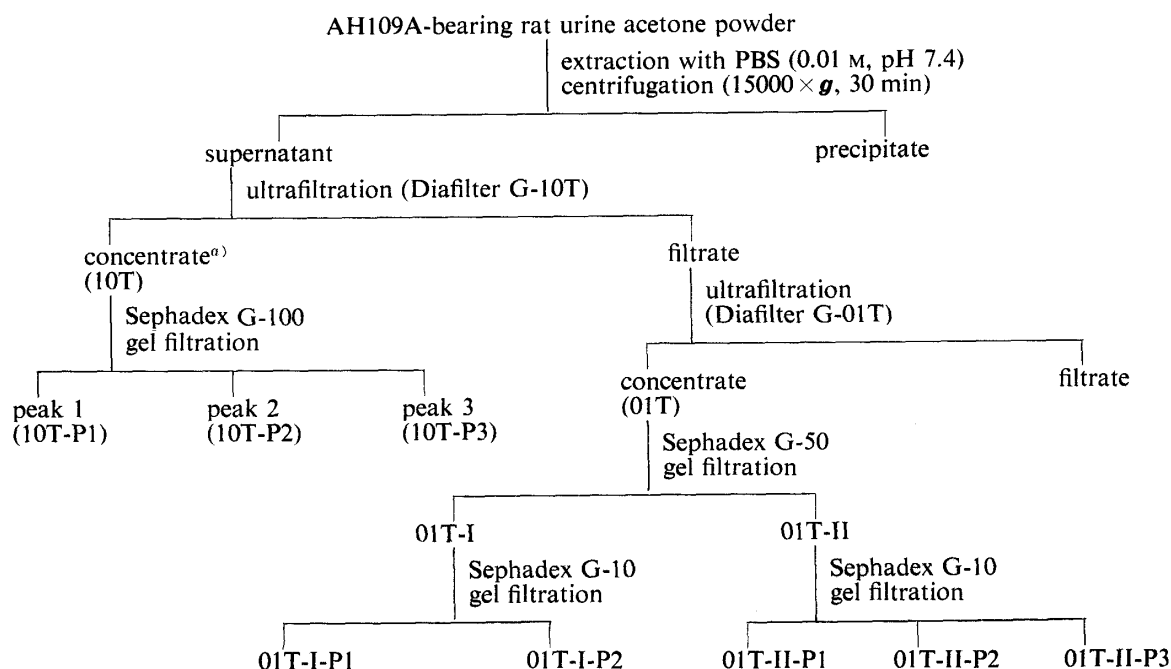 AH109A-bearing rat urine acetone powder
extraction with PBS (0.01 M, pH 7.4)
centrifugation (15000 × g, 30 min)
supernatant
precipitate
ultrafiltration (Diafilter G-10T)
concentrate a)
(10T)
filtrate
Sephadex G-100
gel filtration
ultrafiltration
(Diafilter G-01T)
peak 1
(10T-P1)
peak 2
(10T-P2)
peak 3
(10T-P3)
concentrate
(01T)
filtrate
Sephadex G-50
gel filtration
01T-I
01T-II
Sephadex G-10
gel filtration
Sephadex G-10
gel filtration
01T-I-P1
01T-I-P2
01T-II-P1
01T-II-P2
01T-II-P3